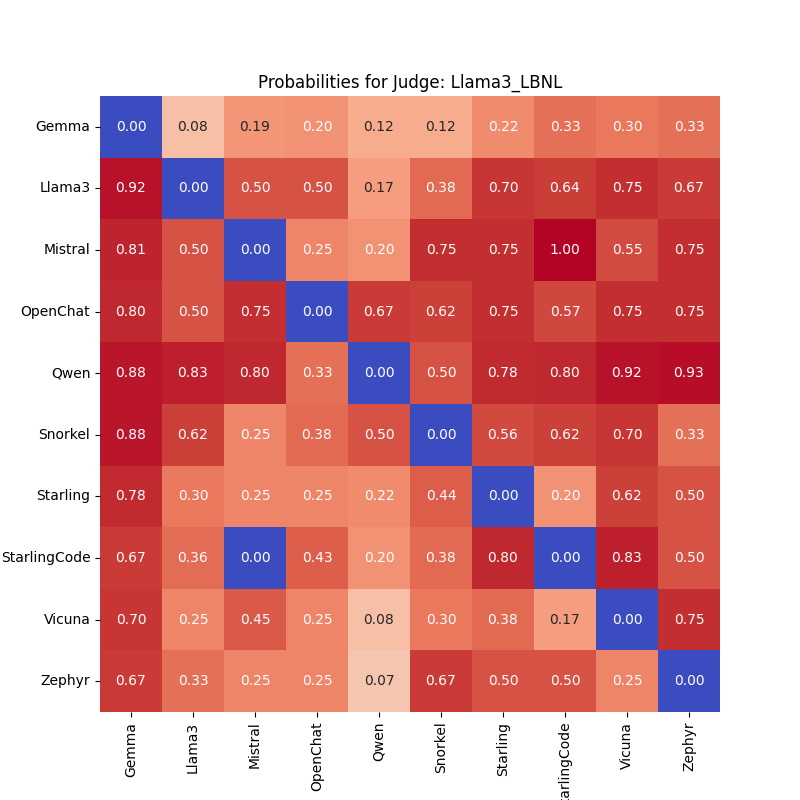 Probabilities for Judge: Llama3_LBNL
Gemma 0.00 0.08 0.19 0.20 0.12 0.12 0.22 0.33 0.30 0.33
Llama3 0.92 0.00 0.50 0.50 0.17 0.38 0.70 0.64 0.75 0.67
Mistral 0.81 0.50 0.00 0.25 0.20 0.75 0.75 1.00 0.55 0.75
OpenChat 0.80 0.50 0.75 0.00 0.67 0.62 0.75 0.57 0.75 0.75
Qwen 0.88 0.83 0.80 0.33 0.00 0.50 0.78 0.80 0.92 0.93
Snorkel 0.88 0.62 0.25 0.38 0.50 0.00 0.56 0.62 0.70 0.33
Starling 0.78 0.30 0.25 0.25 0.22 0.44 0.00 0.20 0.62 0.50
StarlingCode 0.67 0.36 0.00 0.43 0.20 0.38 0.80 0.00 0.83 0.50
Vicuna 0.70 0.25 0.45 0.25 0.08 0.30 0.38 0.17 0.00 0.75
Zephyr 0.67 0.33 0.25 0.25 0.07 0.67 0.50 0.50 0.25 0.00
Gemma Llama3 Mistral OpenChat Qwen Snorkel Starling arlingCode Vicuna Zephyr